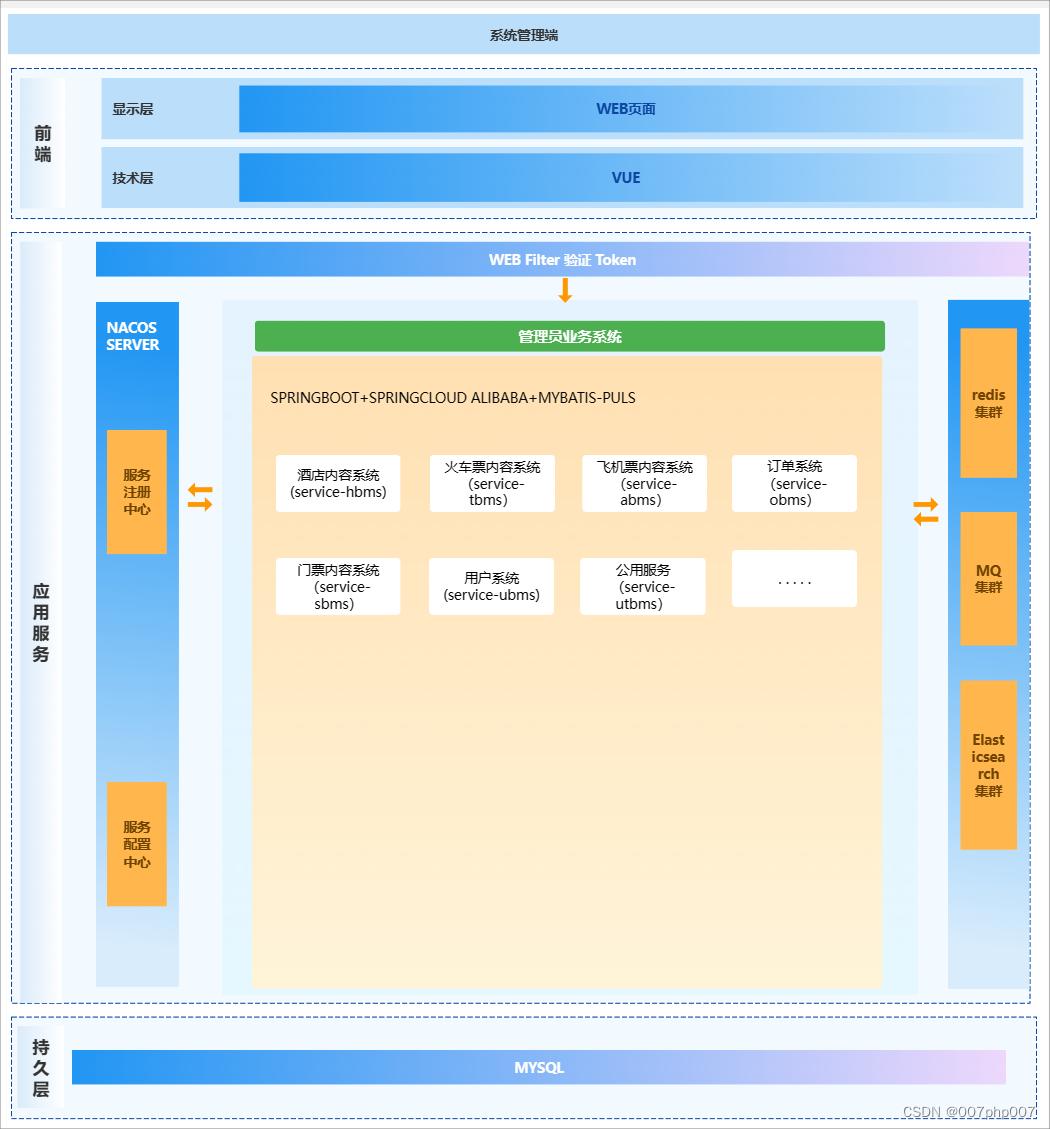 系统管理端
前
端
显示层
WEB页面
技术层
VUE
应
用
服
务
WEB Filter 验证 Token
NACOS
SERVER
服务
注册
中心
服务
配置
中心
管理员业务系统
SPRINGBOOT+SPRINGCLOUD ALIBABA+MYBATIS-PULS
酒店内容系统
(service-hbms)
火车票内容系统
（service-
tbms）
飞机票内容系统
（service-
abms）
订单系统
（service-
obms）
门票内容系统
（service-
sbms）
用户系统
(service-ubms)
公用服务
（service-
utbms）
. . . . .
redis
集群
MQ
集群
Elast
icsea
rch
集群
持
久
层
MYSQL
CSDN @007php007